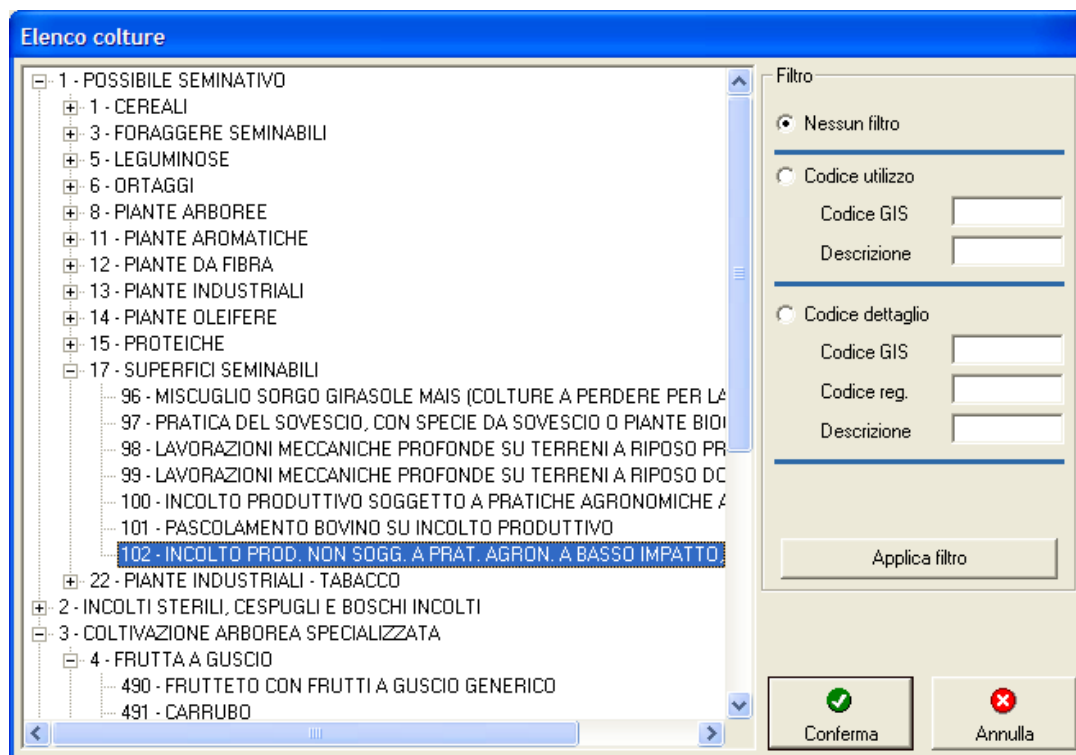 Elenco colture
1 - POSSIBILE SEMINATIVO
1 - CEREALI
3 - FORAGGERE SEMINABILI
5 - LEGUMINOSE
6 - ORTAGGI
8 - PIANTE ARBOREE
11 - PIANTE AROMATICHE
12 - PIANTE DA FIBRA
13 - PIANTE INDUSTRIALI
14 - PIANTE OLEIFERE
15 - PROTEICHE
17 - SUPERFICI SEMINABILI
96 - MISCUGLIO SORGO GIRASOLE MAIS (COLTURE A PERDERE PER LA
97 - PRATICA DEL SOVESCIO, CON SPECIE DA SOVESCIO O PIANTE BIO
98 - LAVORAZIONI MECCANICHE PROFONDE SU TERRENI A RIPOSO PR
99 - LAVORAZIONI MECCANICHE PROFONDE SU TERRENI A RIPOSO DO
100 - INCOLTO PRODUTTIVO SOGGETTO A PRATICHE AGRONOMICHE A
101 - PASCOLAMENTO BOVINO SU INCOLTO PRODUTTIVO
102 - INCOLTO PROD. NON SOGG. A PRAT. AGRON. A BASSO IMPATTO,
22 - PIANTE INDUSTRIALI - TABACCO
2 - INCOLTI STERILI, CESPUGLI E BOSCHI INCOLTI
3 - COLTIVAZIONE ARBOREA SPECIALIZZATA
4 - FRUTTA A GUSCIO
490 - FRUTTETO CON FRUTTI A GUSCIO GENERICO
491 - CARRUBO
Filtro
Nessun filtro
Codice utilizzo
Codice GIS
Descrizione
Codice dettaglio
Codice GIS
Codice reg.
Descrizione
Applica filtro
Conferma
Annulla